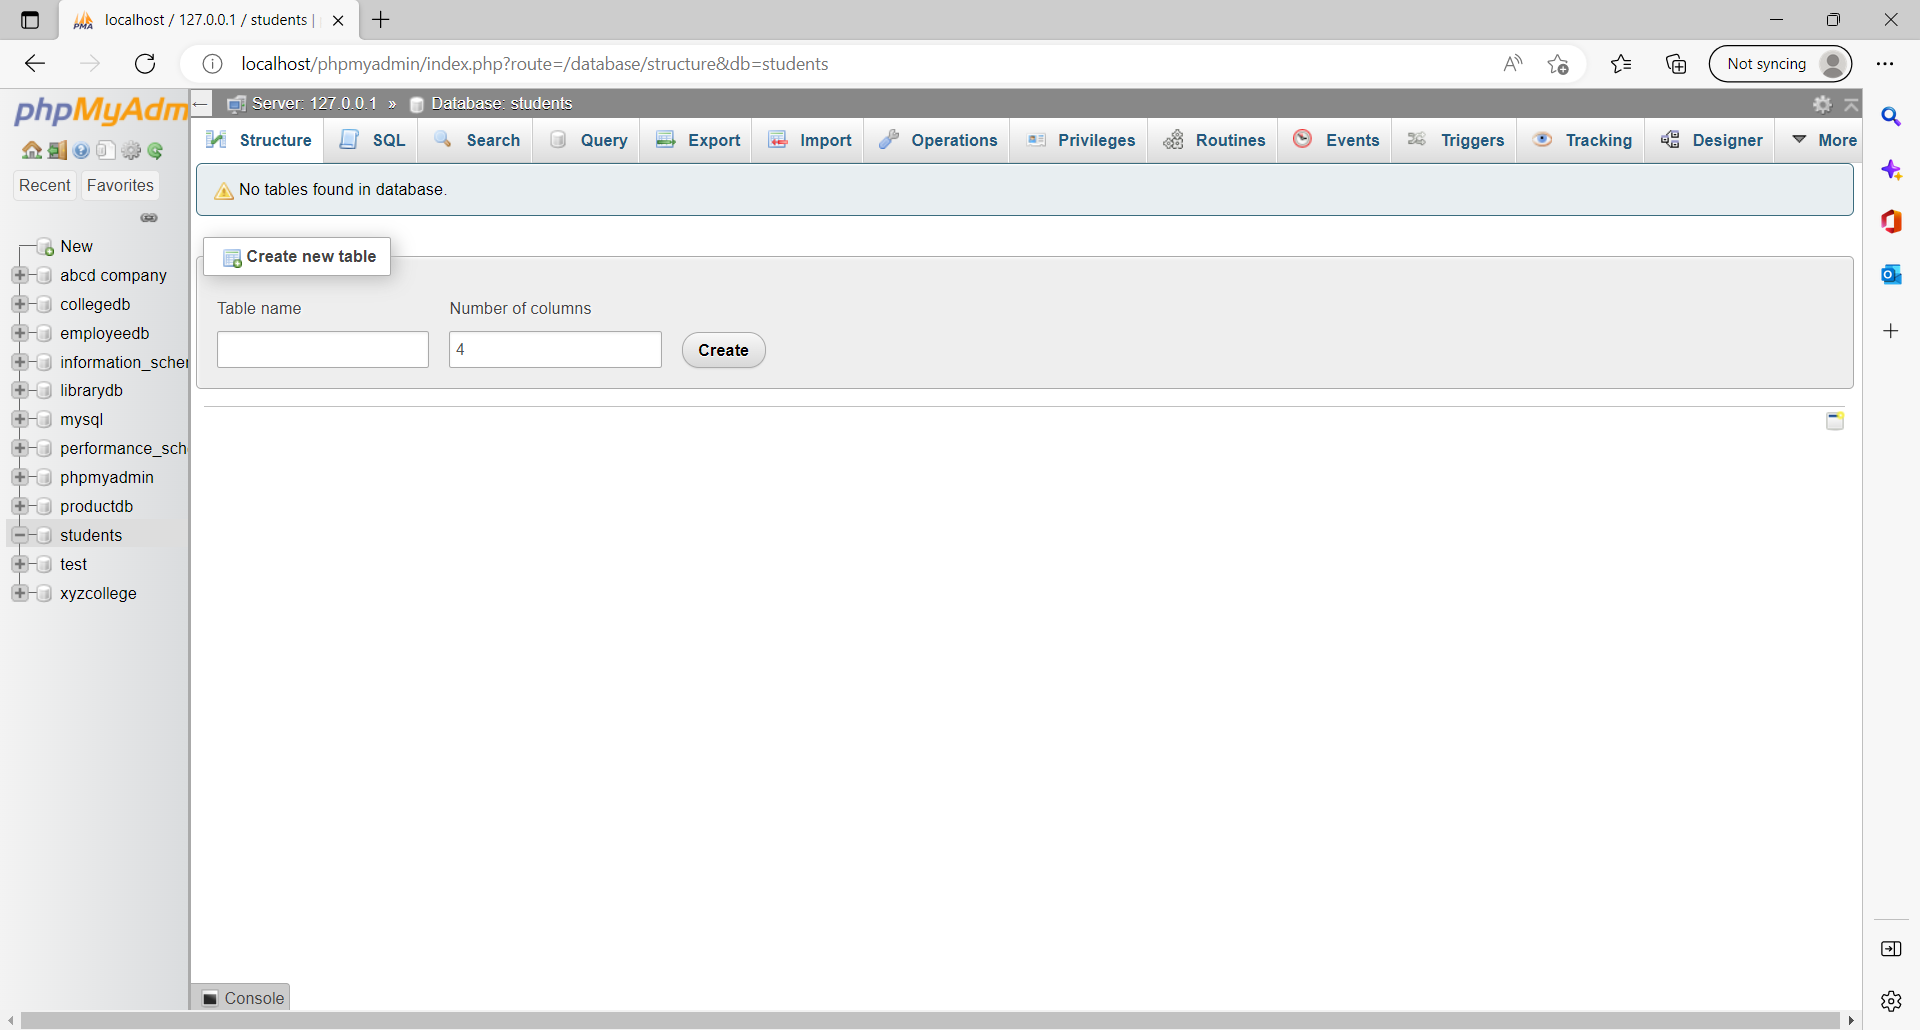 localhost / 127.0.0.1 / students |
localhost/phpmyadmin/index.php?route=/database/structure&db=students
Not syncing
phpMyAdm
Server: 127.0.0.1 » Database: students
Structure SQL Search Query Export Import Operations Privileges Routines Events Triggers Tracking Designer More
Recent Favorites
New
abcd company
collegedb
employeedb
information_scher
librarydb
mysql
performance_sch
phpmyadmin
productdb
students
test
xyzcollege
No tables found in database.
Create new table
Table name Number of columns
4 Create
Console